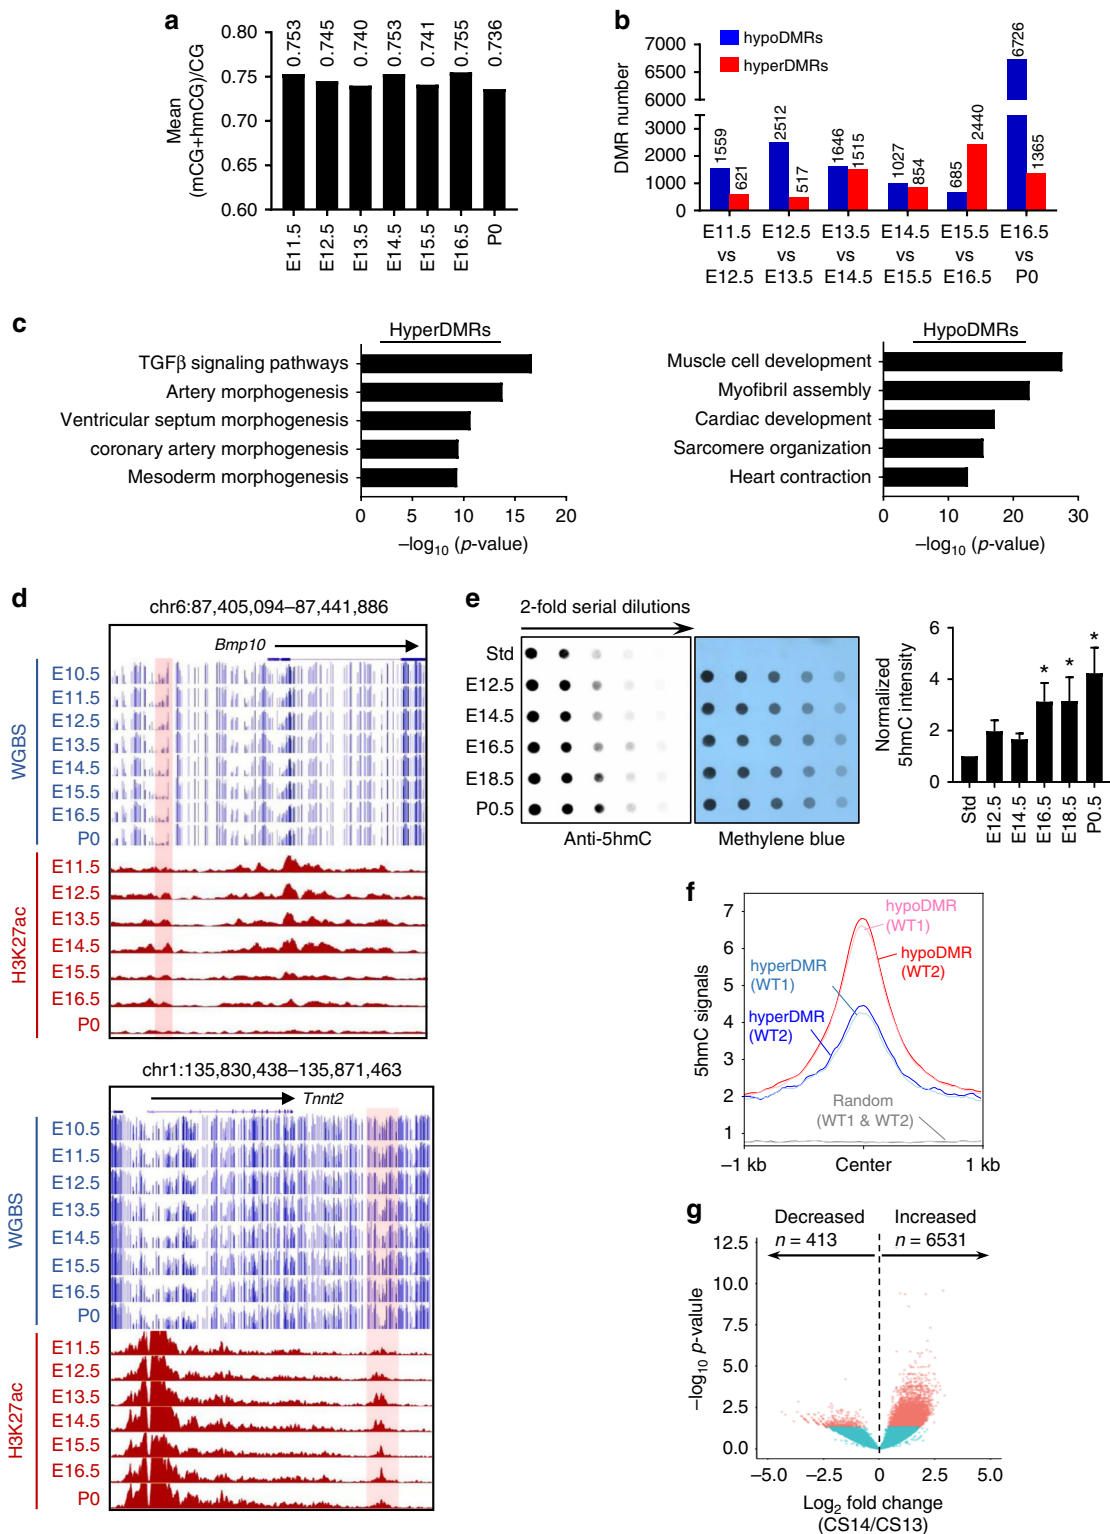 a
Mean
(mCG+hmCG)/CG
0.80
0.75
0.70
0.65
0.60
0.753
0.745
0.740
0.753
0.741
0.755
0.736
E11.5
E12.5
E13.5
E14.5
E15.5
E16.5
P0
b
hypoDMRs
hyperDMRs
DMR number
7000
6500
6000
3000
2000
1000
0
1559
621
2512
517
1646
1515
1027
854
685
2440
6726
1365
E11.5 vs E12.5
E12.5 vs E13.5
E13.5 vs E14.5
E14.5 vs E15.5
E15.5 vs E16.5
E16.5 vs P0
c
HyperDMRs
TGFβ signaling pathways
Artery morphogenesis
Ventricular septum morphogenesis
coronary artery morphogenesis
Mesoderm morphogenesis
0 5 10 15 20
–log10 (p-value)
HypoDMRs
Muscle cell development
Myofibril assembly
Cardiac development
Sarcomere organization
Heart contraction
0 10 20 30
–log10 (p-value)
d
chr6:87,405,094–87,441,886
Bmp10
WGBS
E10.5
E11.5
E12.5
E13.5
E14.5
E15.5
E16.5
P0
H3K27ac
E11.5
E12.5
E13.5
E14.5
E15.5
E16.5
P0
chr1:135,830,438–135,871,463
Tnnt2
WGBS
E10.5
E11.5
E12.5
E13.5
E14.5
E15.5
E16.5
P0
H3K27ac
E11.5
E12.5
E13.5
E14.5
E15.5
E16.5
P0
e
2-fold serial dilutions
Std
E12.5
E14.5
E16.5
E18.5
P0.5
Anti-5hmC
Methylene blue
Normalized
5hmC intensity
6
4
2
0
* * *
Std
E12.5
E14.5
E16.5
E18.5
P0.5
f
5hmC signals
7
6
5
4
3
2
1
hypoDMR
(WT1)
hypoDMR
(WT2)
hyperDMR
(WT1)
hyperDMR
(WT2)
Random
(WT1 & WT2)
–1 kb Center 1 kb
g
Decreased
n = 413
Increased
n = 6531
–log10 p-valule
12.5
10.0
7.5
5.0
2.5
0.0
–5.0 –2.5 0 2.5 5.0
Log2 fold change
(CS14/CS13)